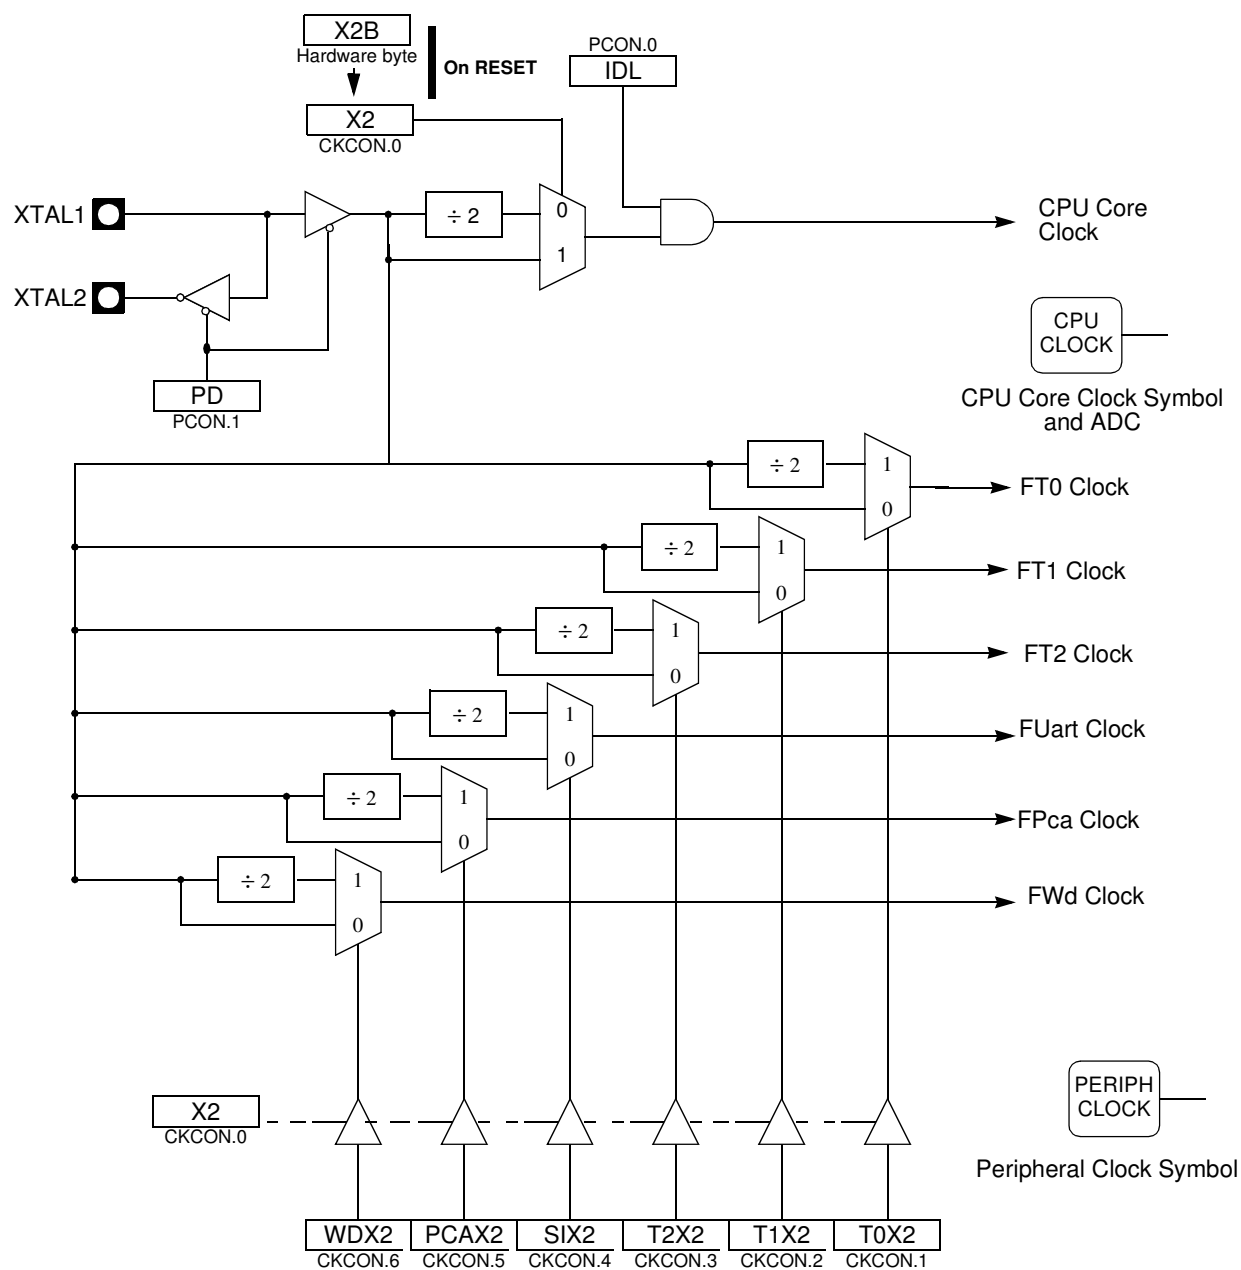 X2B
Hardware byte
On RESET
PCON.0
IDL
X2
CKCON.0
XTAL1
÷ 2
0
1
CPU Core
Clock
XTAL2
PD
PCON.1
CPU
CLOCK
CPU Core Clock Symbol
and ADC
÷ 2
1
0
FT0 Clock
÷ 2
1
0
FT1 Clock
÷ 2
1
0
FT2 Clock
÷ 2
1
0
FUart Clock
÷ 2
1
0
FPca Clock
÷ 2
1
0
FWd Clock
X2
CKCON.0
PERIPH
CLOCK
Peripheral Clock Symbol
WDX2
CKCON.6
PCAX2
CKCON.5
SIX2
CKCON.4
T2X2
CKCON.3
T1X2
CKCON.2
T0X2
CKCON.1